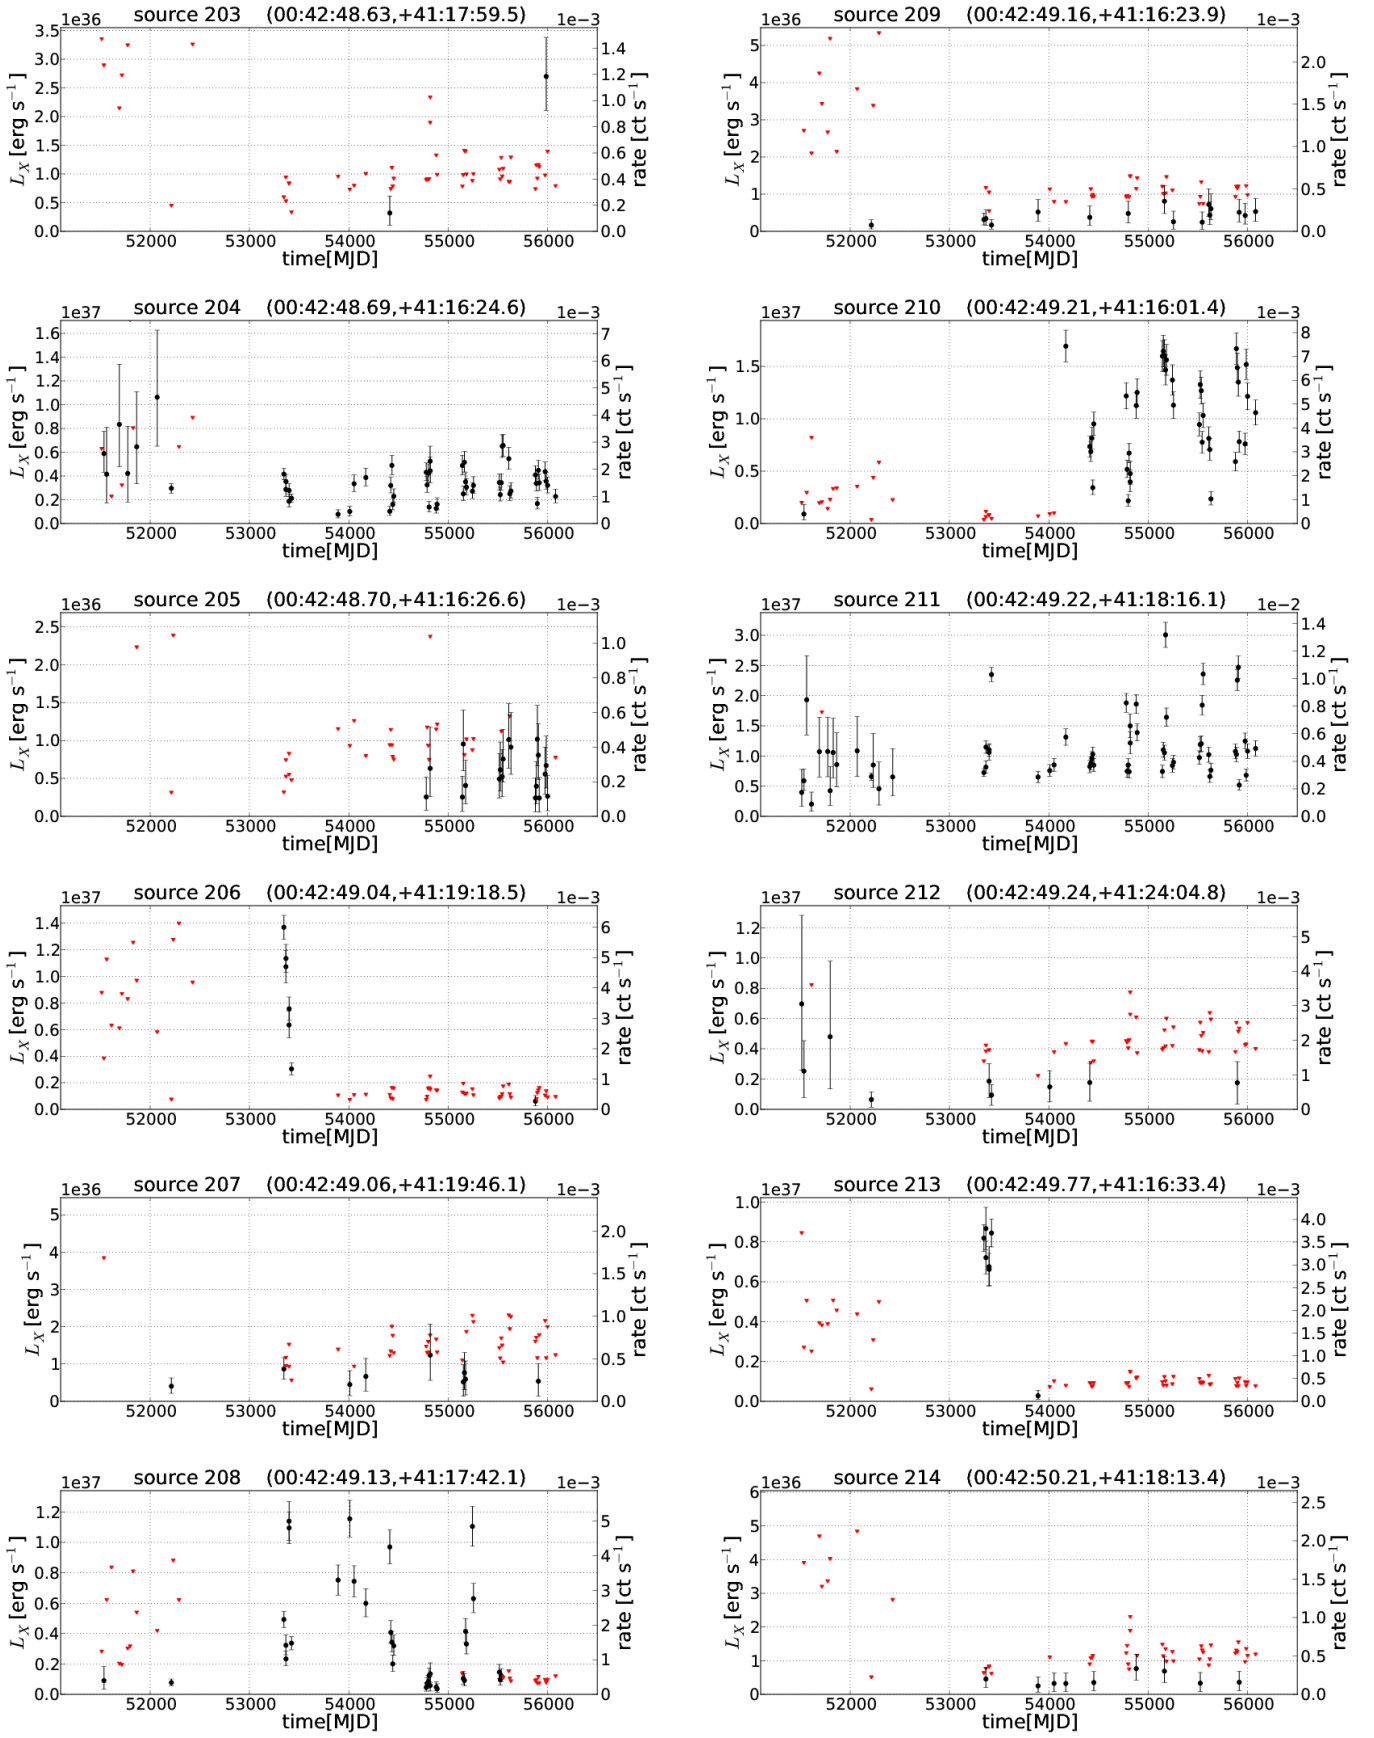 source 203 (00:42:48.63,+41:17:59.5)
1e36 1e−3
3.5
3.0
2.5
2.0
1.5
1.0
0.5
0.0
L_X [erg s⁻¹]
1.4
1.2
1.0
0.8
0.6
0.4
0.2
0.0
rate [ct s⁻¹]
52000 53000 54000 55000 56000
time[MJD]
source 204 (00:42:48.69,+41:16:24.6)
1e37 1e−3
1.6
1.4
1.2
1.0
0.8
0.6
0.4
0.2
0.0
L_X [erg s⁻¹]
7
6
5
4
3
2
1
0
rate [ct s⁻¹]
52000 53000 54000 55000 56000
time[MJD]
source 205 (00:42:48.70,+41:16:26.6)
1e36 1e−3
2.5
2.0
1.5
1.0
0.5
0.0
L_X [erg s⁻¹]
1.0
0.8
0.6
0.4
0.2
0.0
rate [ct s⁻¹]
52000 53000 54000 55000 56000
time[MJD]
source 206 (00:42:49.04,+41:19:18.5)
1e37 1e−3
1.4
1.2
1.0
0.8
0.6
0.4
0.2
0.0
L_X [erg s⁻¹]
6
5
4
3
2
1
0
rate [ct s⁻¹]
52000 53000 54000 55000 56000
time[MJD]
source 207 (00:42:49.06,+41:19:46.1)
1e36 1e−3
5
4
3
2
1
0
L_X [erg s⁻¹]
2.0
1.5
1.0
0.5
0.0
rate [ct s⁻¹]
52000 53000 54000 55000 56000
time[MJD]
source 208 (00:42:49.13,+41:17:42.1)
1e37 1e−3
1.2
1.0
0.8
0.6
0.4
0.2
0.0
L_X [erg s⁻¹]
5
4
3
2
1
0
rate [ct s⁻¹]
52000 53000 54000 55000 56000
time[MJD]
source 209 (00:42:49.16,+41:16:23.9)
1e36 1e−3
5
4
3
2
1
0
L_X [erg s⁻¹]
2.0
1.5
1.0
0.5
0.0
rate [ct s⁻¹]
52000 53000 54000 55000 56000
time[MJD]
source 210 (00:42:49.21,+41:16:01.4)
1e37 1e−3
1.5
1.0
0.5
0.0
L_X [erg s⁻¹]
8
7
6
5
4
3
2
1
0
rate [ct s⁻¹]
52000 53000 54000 55000 56000
time[MJD]
source 211 (00:42:49.22,+41:18:16.1)
1e37 1e−2
3.0
2.5
2.0
1.5
1.0
0.5
0.0
L_X [erg s⁻¹]
1.4
1.2
1.0
0.8
0.6
0.4
0.2
0.0
rate [ct s⁻¹]
52000 53000 54000 55000 56000
time[MJD]
source 212 (00:42:49.24,+41:24:04.8)
1e37 1e−3
1.2
1.0
0.8
0.6
0.4
0.2
0.0
L_X [erg s⁻¹]
5
4
3
2
1
0
rate [ct s⁻¹]
52000 53000 54000 55000 56000
time[MJD]
source 213 (00:42:49.77,+41:16:33.4)
1e37 1e−3
1.0
0.8
0.6
0.4
0.2
0.0
L_X [erg s⁻¹]
4.0
3.5
3.0
2.5
2.0
1.5
1.0
0.5
0.0
rate [ct s⁻¹]
52000 53000 54000 55000 56000
time[MJD]
source 214 (00:42:50.21,+41:18:13.4)
1e36 1e−3
6
5
4
3
2
1
0
L_X [erg s⁻¹]
2.5
2.0
1.5
1.0
0.5
0.0
rate [ct s⁻¹]
52000 53000 54000 55000 56000
time[MJD]